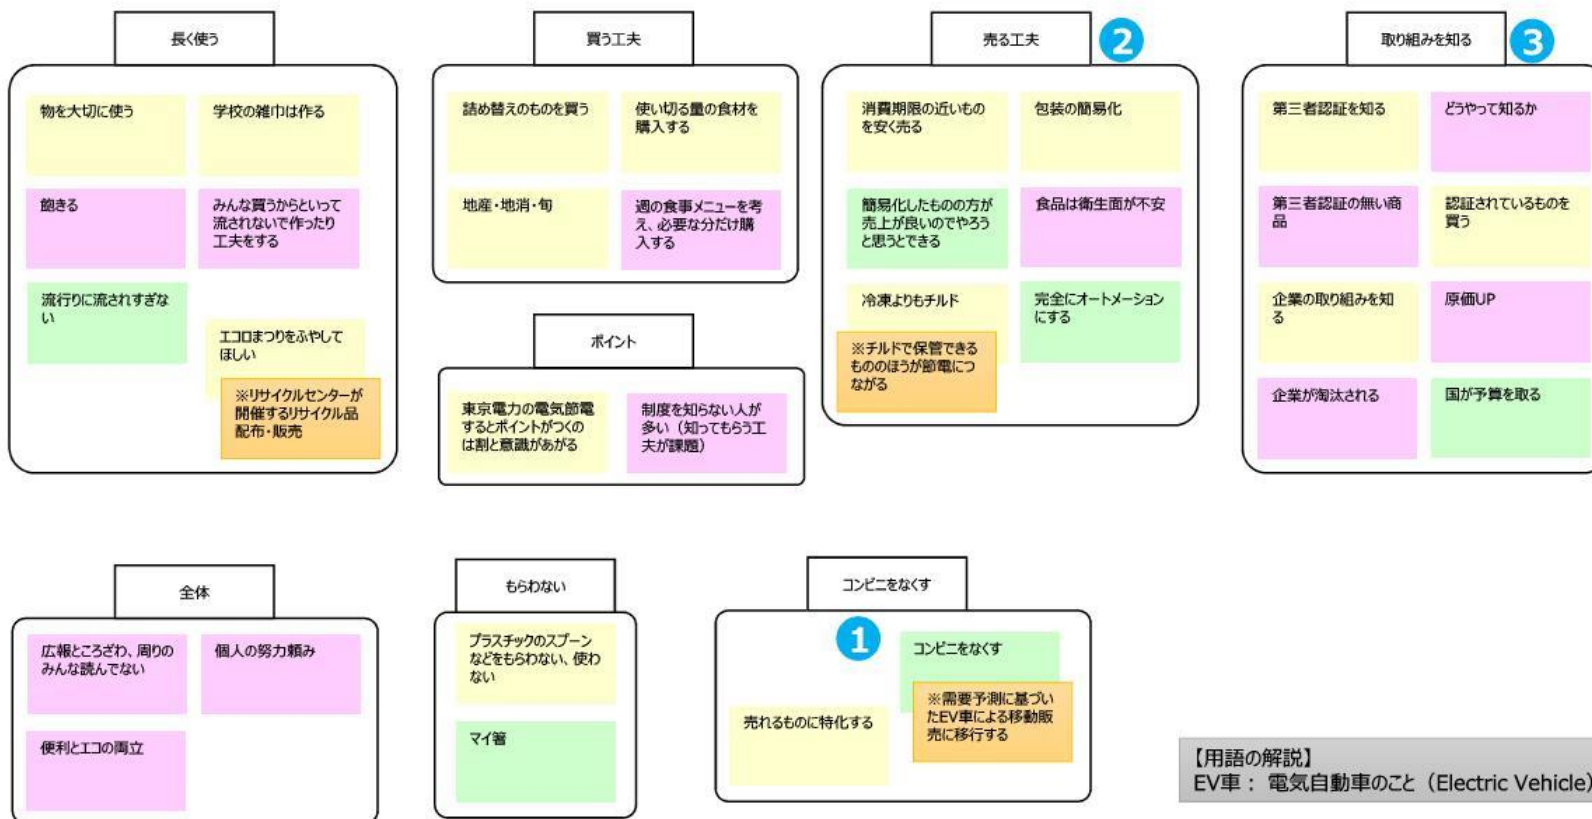 長く使う
物を大切に使う
学校の雑巾は作る
飽きる
みんな買うからといって
流されないで作ったり
工夫をする
流行りに流されすぎな
い
エコロまつりをふやして
ほしい
※リサイクルセンターが
開催するリサイクル品
配布・販売
買う工夫
詰め替えのものを買う
使い切る量の食材を
購入する
地産・地消・旬
週の食事メニューを考
え、必要な分だけ購
入する
ポイント
東京電力の電気節電
するとポイントがつくの
は割と意識があがる
制度を知らない人が
多い（知ってもらう工
夫が課題）
売る工夫
2
消費期限の近いもの
を安く売る
包装の簡易化
簡易化したものの方が
売上が良いのでやろう
と思うとできる
食品は衛生面が不安
冷凍よりもチルド
※チルドで保管できる
もののほうが節電につ
ながる
完全にオートメーション
にする
取り組みを知る
3
第三者認証を知る
どうやって知るか
第三者認証の無い商
品
認証されているものを
買う
企業の取り組みを知
る
原価UP
企業が淘汰される
国が予算を取る
全体
広報ところざわ、周りの
みんな読んでない
個人の努力頼み
便利とエコの両立
もらわない
プラスチックのスプーン
などをもらわない、使わ
ない
マイ箸
コンビニをなくす
1
コンビニをなくす
※需要予測に基づい
たEV車による移動販
売に移行する
売れるものに特化する
【用語の解説】
EV車： 電気自動車のこと（Electric Vehicle）